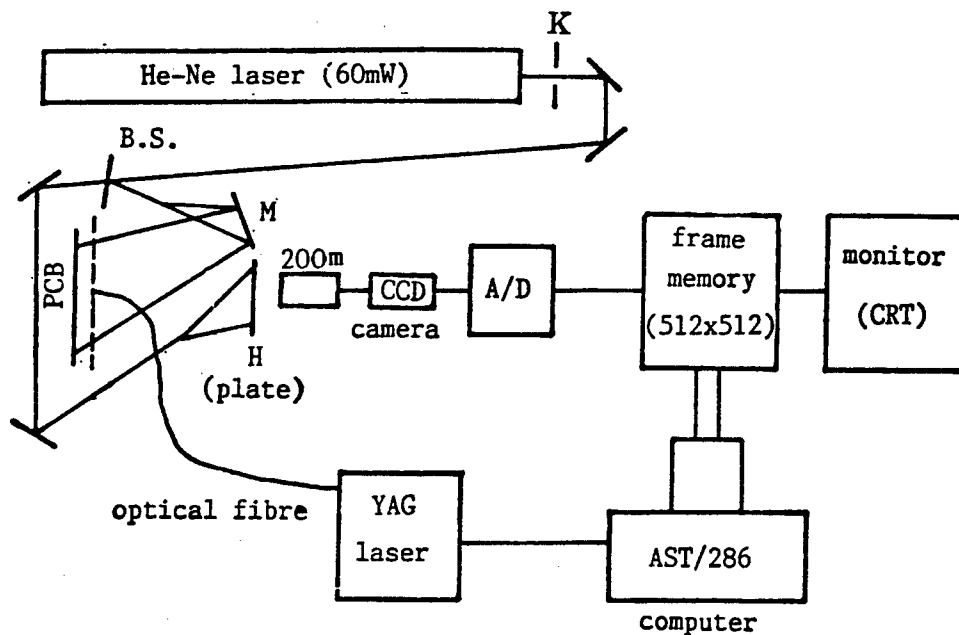 K
He-Ne laser (60mW)
B.S.
M
PCB
200m
CCD
camera
A/D
frame
memory
(512x512)
monitor
(CRT)
H
(plate)
optical fibre
YAG
laser
AST/286
computer